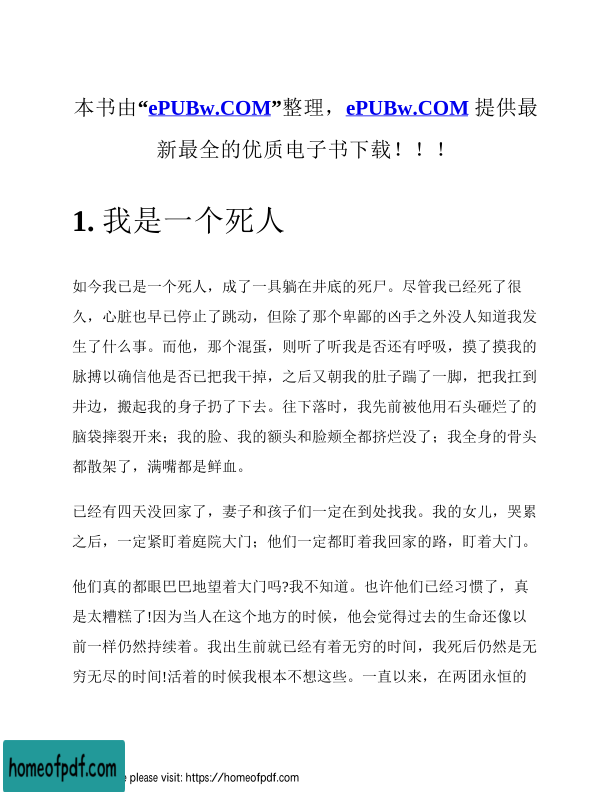 本书由“ePUBw.COM”整理，ePUBw.COM 提供最
新最全的优质电子书下载！！！
1. 我是一个死人
如今我已是一个死人，成了一具躺在井底的死尸。尽管我已经死了很
久，心脏也早已停止了跳动，但除了那个卑鄙的凶手之外没人知道我发
生了什么事。而他，那个混蛋，则听了听我是否还有呼吸，摸了摸我的
脉搏以确信他是否已把我干掉，之后又朝我的肚子踹了一脚，把我扛到
井边，搬起我的身子扔了下去。往下落时，我先前被他用石头砸烂了的
脑袋摔裂开来；我的脸、我的额头和脸颊全都挤烂没了；我全身的骨头
都散架了，满嘴都是鲜血。
已经有四天没回家了，妻子和孩子们一定在到处找我。我的女儿，哭累
之后，一定紧盯着庭院大门；他们一定都盯着我回家的路，盯着大门。
他们真的都眼巴巴地望着大门吗?我不知道。也许他们已经习惯了，真
是太糟糕了!因为当人在这个地方的时候，他会觉得过去的生命还像以
前一样仍然持续着。我出生前就已经有着无穷的时间，我死后仍然是无
穷无尽的时间!活着的时候我根本不想这些。一直以来，在两团永恒的
homeofpdf.com
e please visit: https://homeofpdf.com